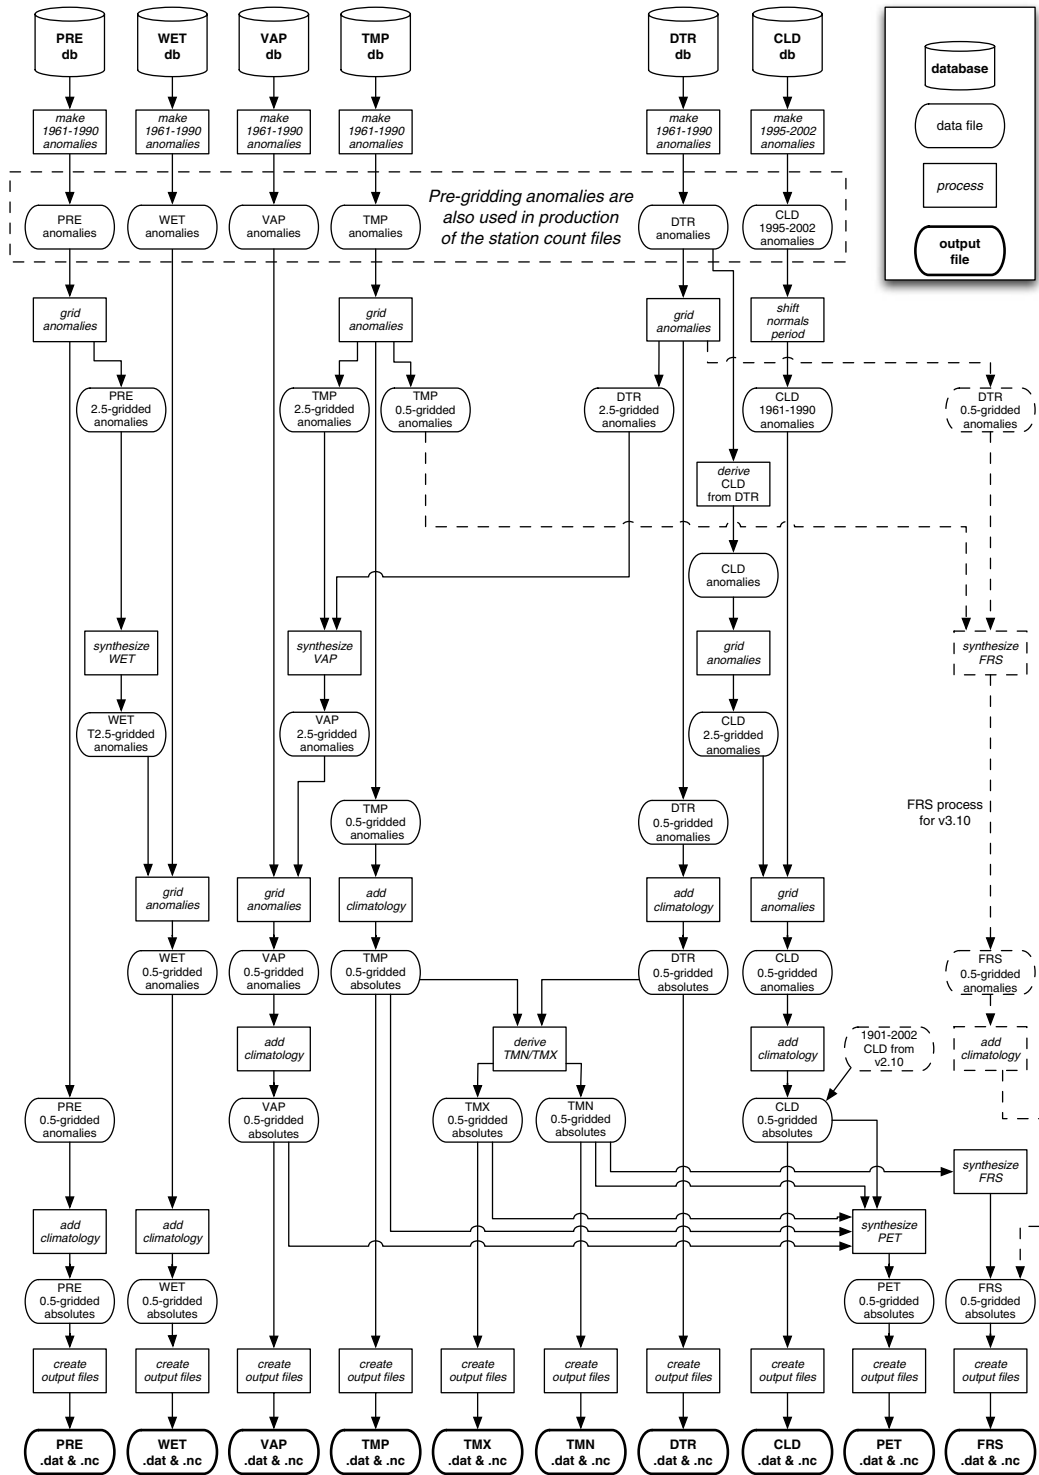 PRE
db
WET
db
VAP
db
TMP
db
DTR
db
CLD
db
database
data file
process
output
file
make
1961-1990
anomalies
make
1961-1990
anomalies
make
1961-1990
anomalies
make
1961-1990
anomalies
make
1961-1990
anomalies
make
1995-2002
anomalies
Pre-gridding anomalies are
also used in production
of the station count files
PRE
anomalies
WET
anomalies
VAP
anomalies
TMP
anomalies
DTR
anomalies
CLD
1995-2002
anomalies
grid
anomalies
grid
anomalies
grid
anomalies
shift
normals
period
PRE
2.5-gridded
anomalies
TMP
2.5-gridded
anomalies
TMP
0.5-gridded
anomalies
DTR
2.5-gridded
anomalies
CLD
1961-1990
anomalies
DTR
0.5-gridded
anomalies
derive
CLD
from DTR
CLD
anomalies
synthesize
WET
synthesize
VAP
grid
anomalies
synthesize
FRS
WET
T2.5-gridded
anomalies
VAP
2.5-gridded
anomalies
CLD
2.5-gridded
anomalies
TMP
0.5-gridded
anomalies
DTR
0.5-gridded
anomalies
FRS process
for v3.10
grid
anomalies
grid
anomalies
add
climatology
add
climatology
grid
anomalies
WET
0.5-gridded
anomalies
VAP
0.5-gridded
anomalies
TMP
0.5-gridded
absolutes
DTR
0.5-gridded
absolutes
CLD
0.5-gridded
anomalies
FRS
0.5-gridded
anomalies
add
climatology
derive
TMN/TMX
add
climatology
1901-2002
CLD from
v2.10
add
climatology
PRE
0.5-gridded
anomalies
VAP
0.5-gridded
absolutes
TMX
0.5-gridded
absolutes
TMN
0.5-gridded
absolutes
CLD
0.5-gridded
absolutes
synthesize
FRS
add
climatology
add
climatology
synthesize
PET
PRE
0.5-gridded
absolutes
WET
0.5-gridded
absolutes
PET
0.5-gridded
absolutes
FRS
0.5-gridded
absolutes
create
output files
create
output files
create
output files
create
output files
create
output files
create
output files
create
output files
create
output files
create
output files
create
output files
PRE
.dat & .nc
WET
.dat & .nc
VAP
.dat & .nc
TMP
.dat & .nc
TMX
.dat & .nc
TMN
.dat & .nc
DTR
.dat & .nc
CLD
.dat & .nc
PET
.dat & .nc
FRS
.dat & .nc